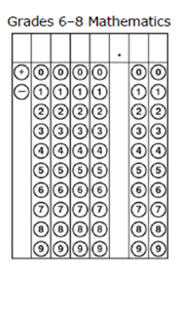 Grades 6–8 Mathematics
.
+ 0 0 0 0 0 0
− 1 1 1 1 1 1
2 2 2 2 2 2
3 3 3 3 3 3
4 4 4 4 4 4
5 5 5 5 5 5
6 6 6 6 6 6
7 7 7 7 7 7
8 8 8 8 8 8
9 9 9 9 9 9